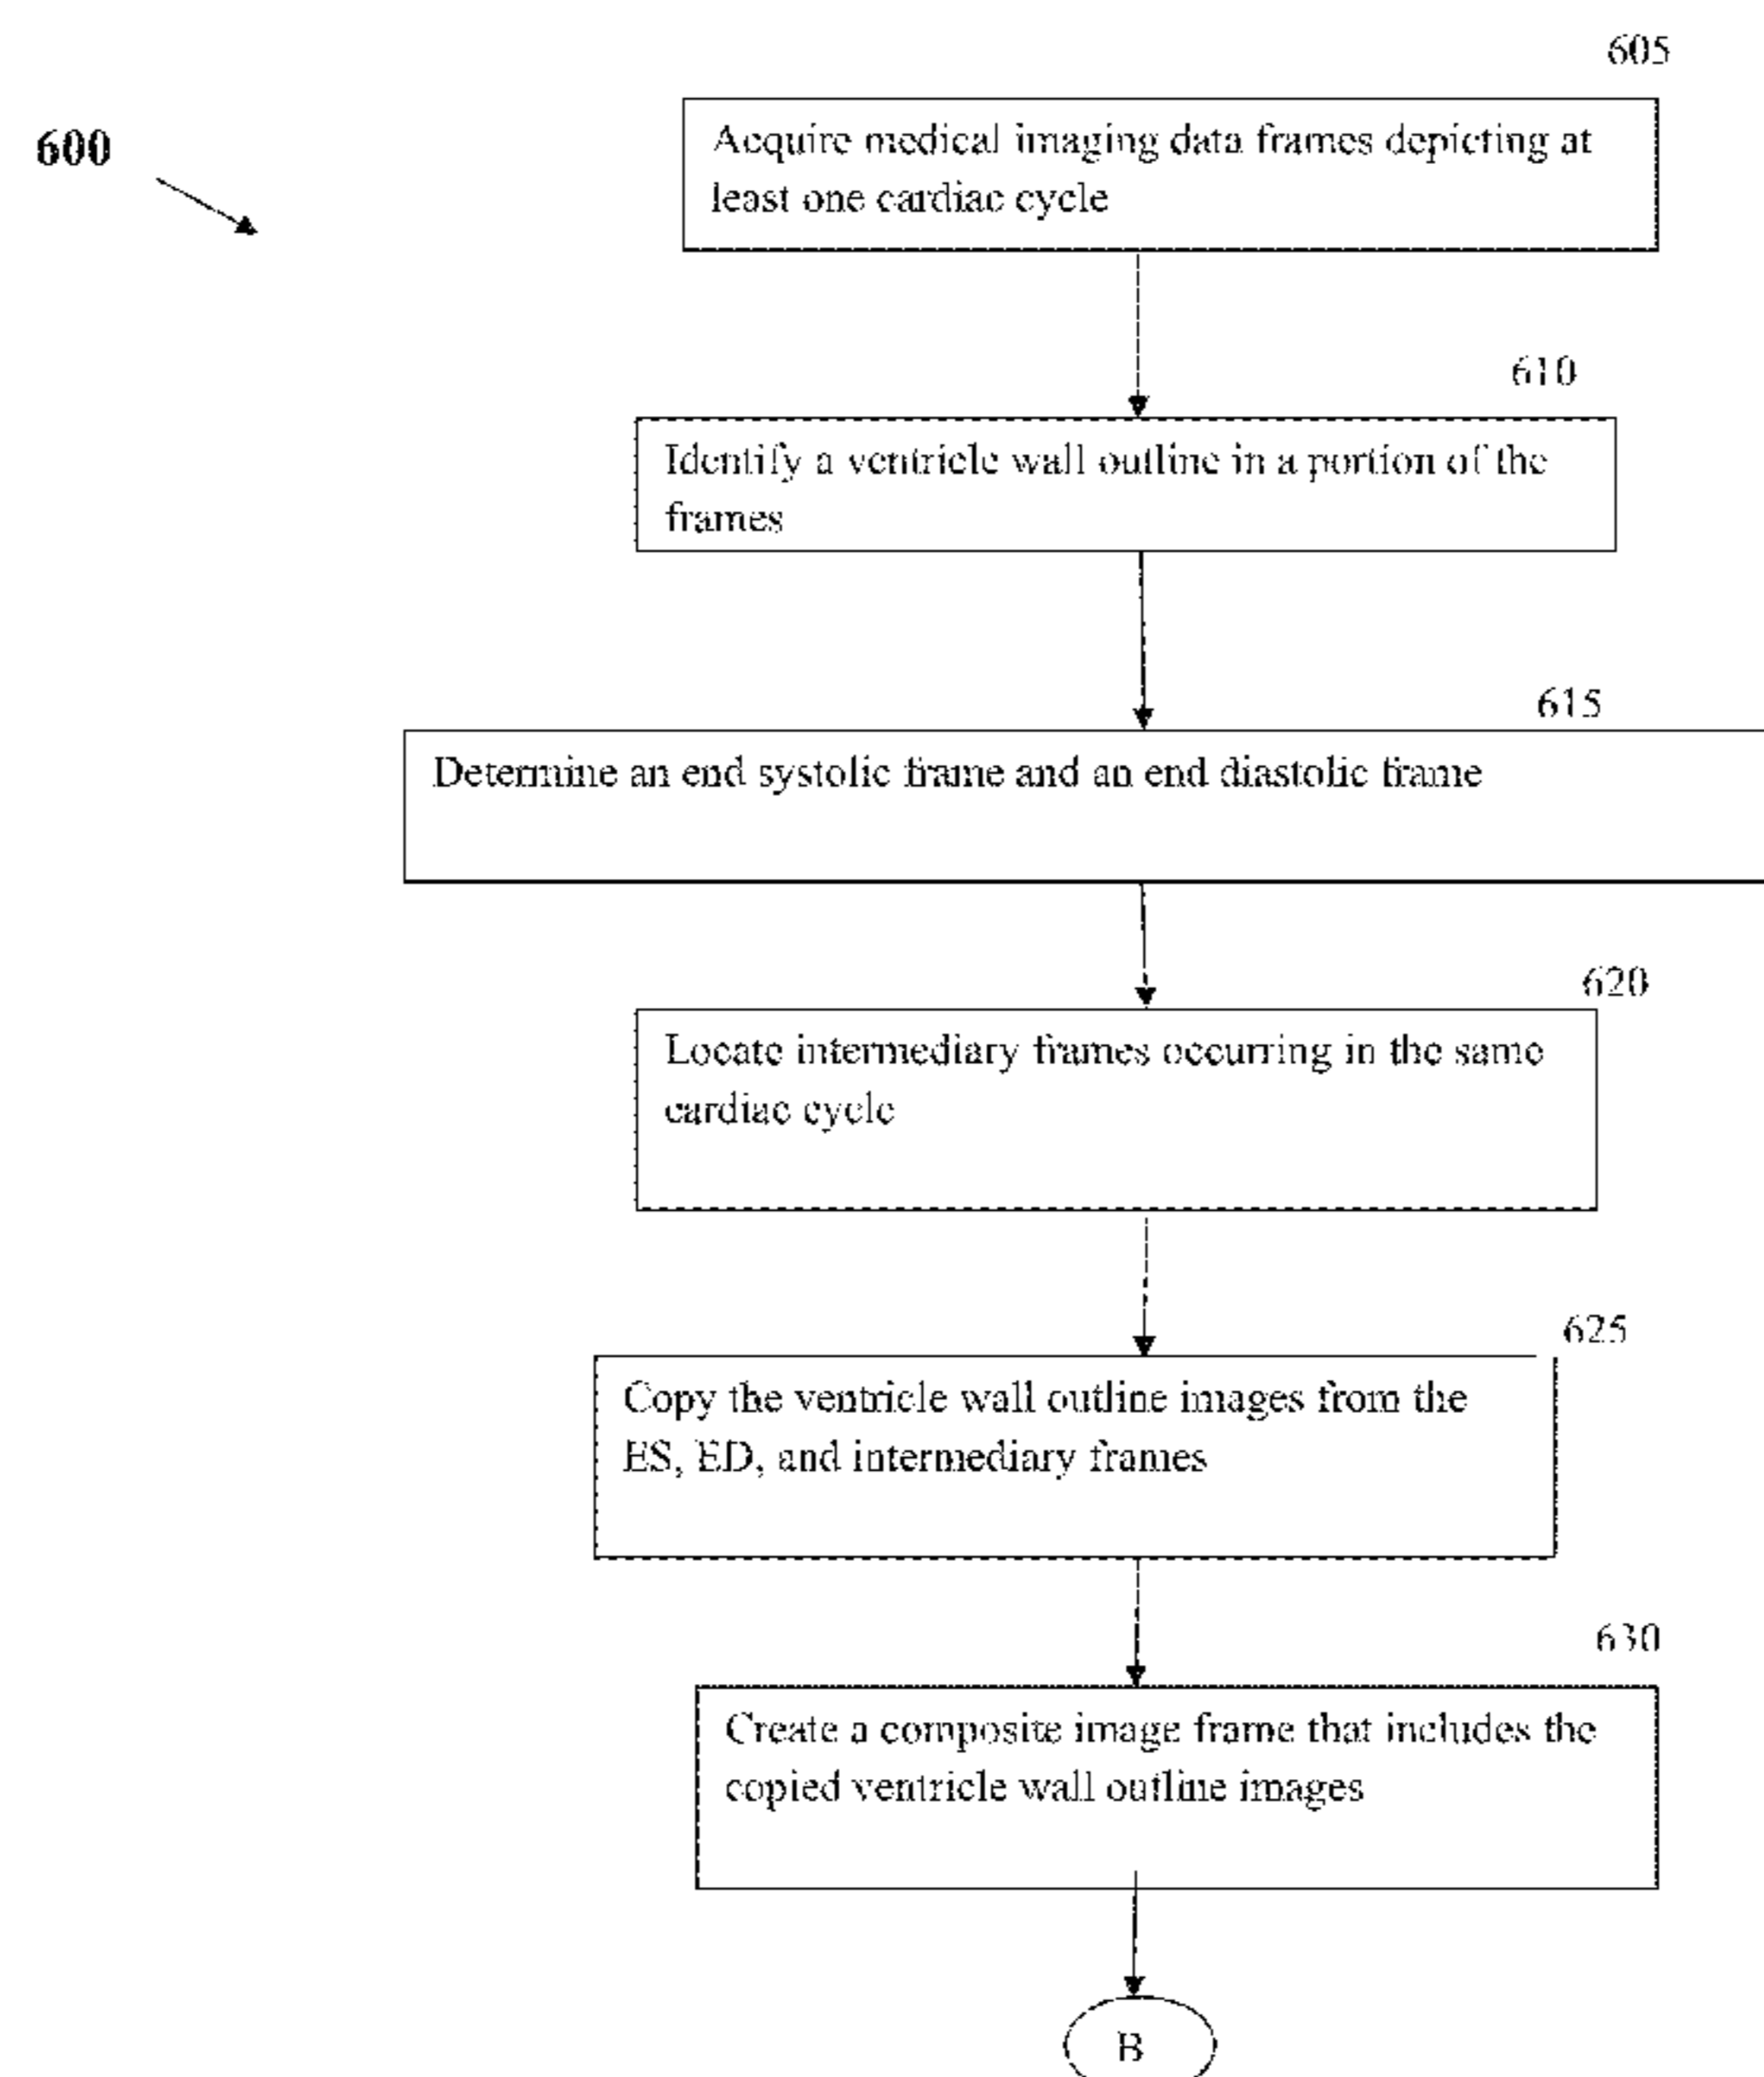 605
600
Acquire medical imaging data frames depicting at
least one cardiac cycle
610
Identify a ventricle wall outline in a portion of the
frames
615
Determine an end systolic frame and an end diastolic frame
620
Locate intermediary frames occurring in the same
cardiac cycle
625
Copy the ventricle wall outline images from the
ES, ED, and intermediary frames
630
Create a composite image frame that includes the
copied ventricle wall outline images
B